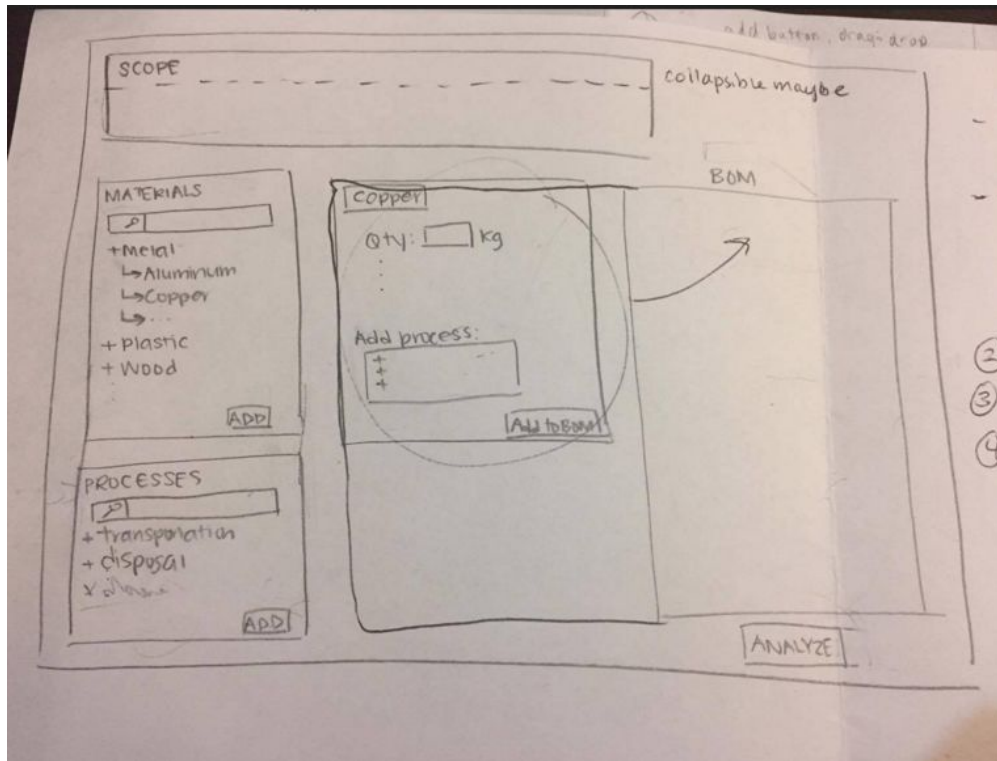 add button, drag-drop
SCOPE
collapsible maybe
MATERIALS
+Metal
↳Aluminum
↳Copper
↳...
+ Plastic
+ Wood
ADD
PROCESSES
+ transportation
+ disposal
ADD
Copper
Qty: kg
Add process:
+
+
+
Add to BOM
BOM
ANALYZE
-
-
2
3
4